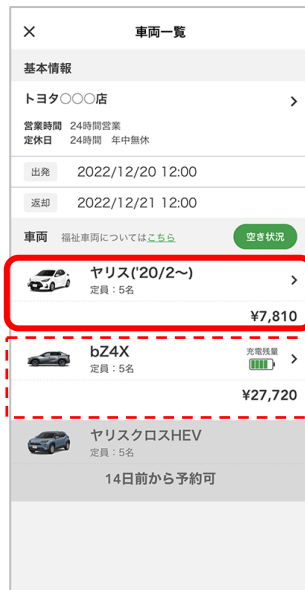 × 車両一覧
基本情報
トヨタ○○○店
営業時間 24時間営業
定休日 24時間 年中無休
出発 2022/12/20 12:00
返却 2022/12/21 12:00
車両 福祉車両についてはこちら 空き状況
ヤリス('20/2〜)
定員：5名
¥7,810
bZ4X 充電残量
定員：5名
¥27,720
ヤリスクロスHEV
定員：5名
14日前から予約可